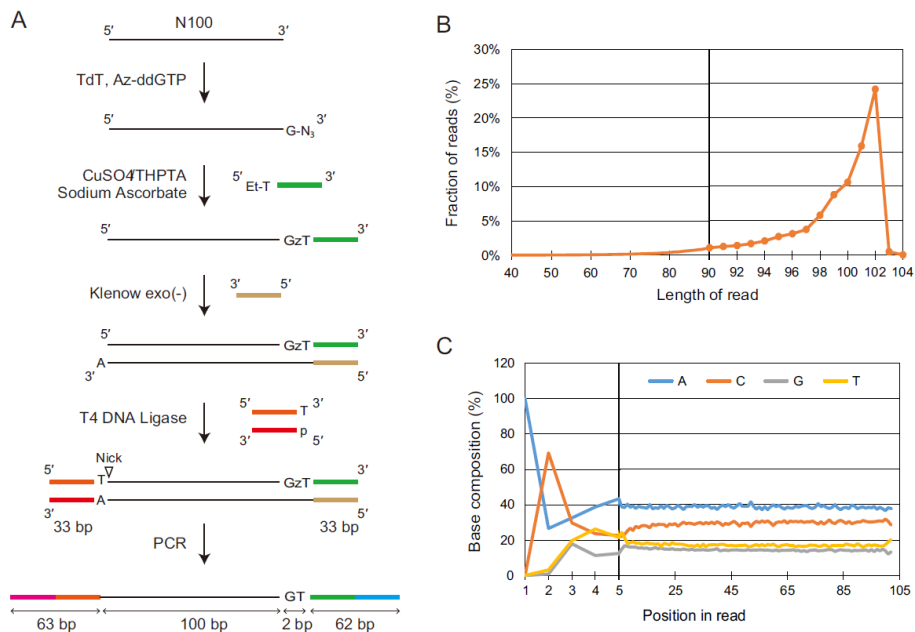 A
N100
5′ 3′
TdT, Az-ddGTP
5′ G-N3 3′
CuSO4/THPTA
Sodium Ascorbate
5′ Et-T 3′
5′ GzT 3′
Klenow exo(-)
5′ GzT 3′
A
3′ 5′
T4 DNA Ligase
5′ T 3′
3′ p 5′
Nick
5′ T GzT 3′
A
3′ 5′
33 bp 33 bp
PCR
GT
63 bp 100 bp 2 bp 62 bp
B
Fraction of reads (%)
30%
25%
20%
15%
10%
5%
0%
40 50 60 70 80 90 92 94 96 98 100 102 104
Length of read
C
Base composition (%)
A C G T
120
100
80
60
40
20
0
1 2 3 4 5 25 45 65 85 105
Position in read